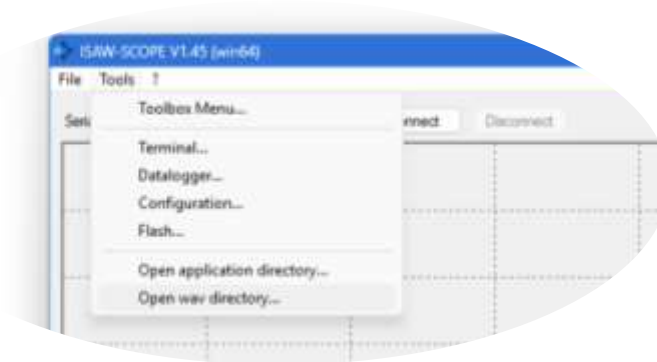 ISAW-SCOPE V1.45 (win64)
File Tools ?
Toolbox Menu...
Disconnect
Terminal...
Datalogger...
Configuration...
Flash...
Open application directory...
Open wav directory...